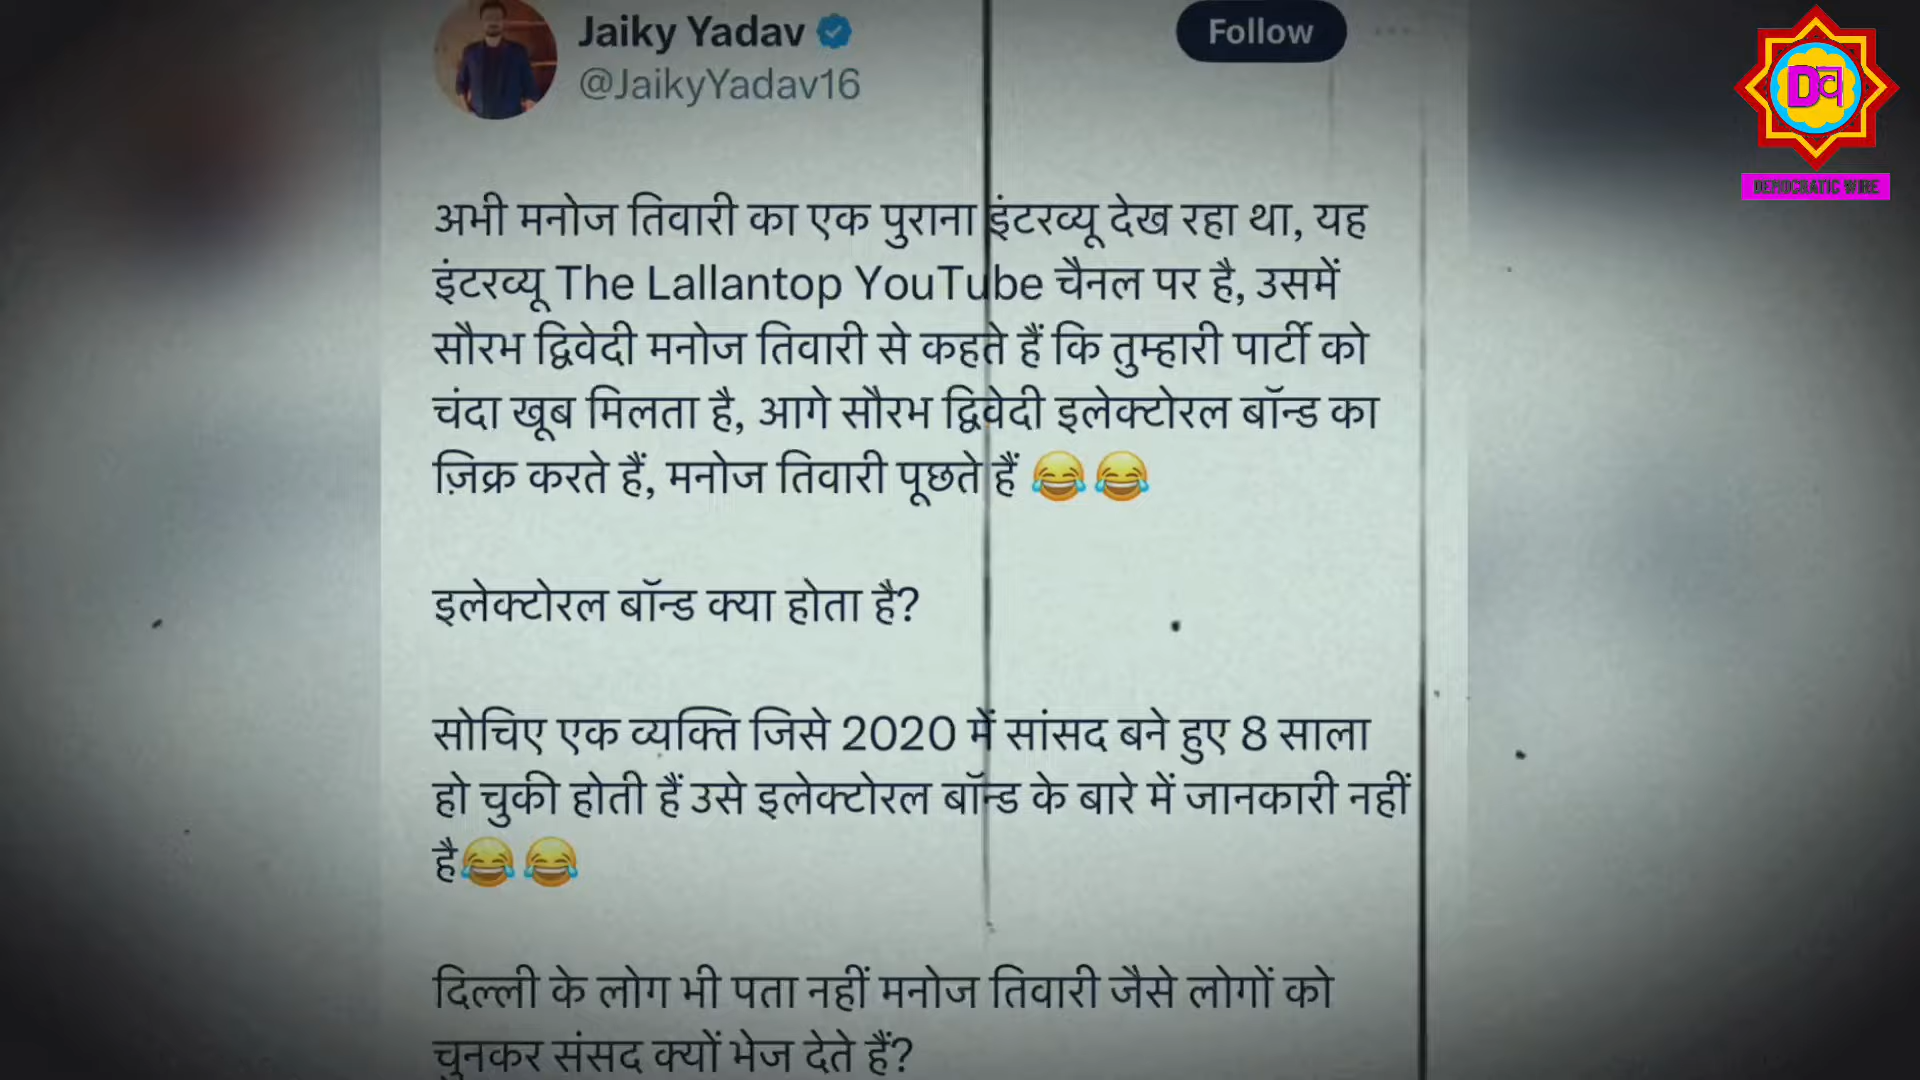 Jaiky Yadav
@JaikyYadav16
Follow
अभी मनोज तिवारी का एक पुराना इंटरव्यू देख रहा था, यह
इंटरव्यू The Lallantop YouTube चैनल पर है, उसमें
सौरभ द्विवेदी मनोज तिवारी से कहते हैं कि तुम्हारी पार्टी को
चंदा खूब मिलता है, आगे सौरभ द्विवेदी इलेक्टोरल बॉन्ड का
ज़िक्र करते हैं, मनोज तिवारी पूछते हैं 😂😂
इलेक्टोरल बॉन्ड क्या होता है?
सोचिए एक व्यक्ति जिसे 2020 में सांसद बने हुए 8 साला
हो चुकी होती हैं उसे इलेक्टोरल बॉन्ड के बारे में जानकारी नहीं
है😂😂
दिल्ली के लोग भी पता नहीं मनोज तिवारी जैसे लोगों को
चुनकर संसद क्यों भेज देते हैं?
Dव
DEMOCRATIC WIRE